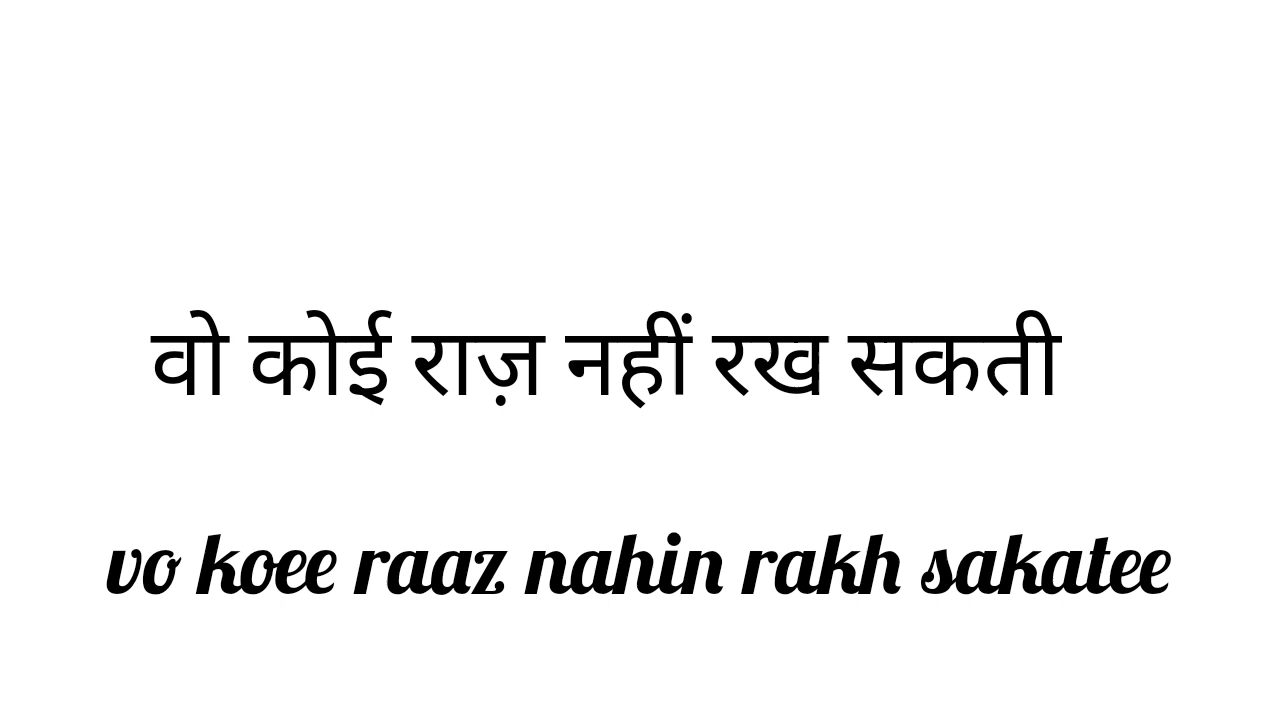 वो कोई राज़ नहीं रख सकती
vo koee raaz nahin rakh sakatee